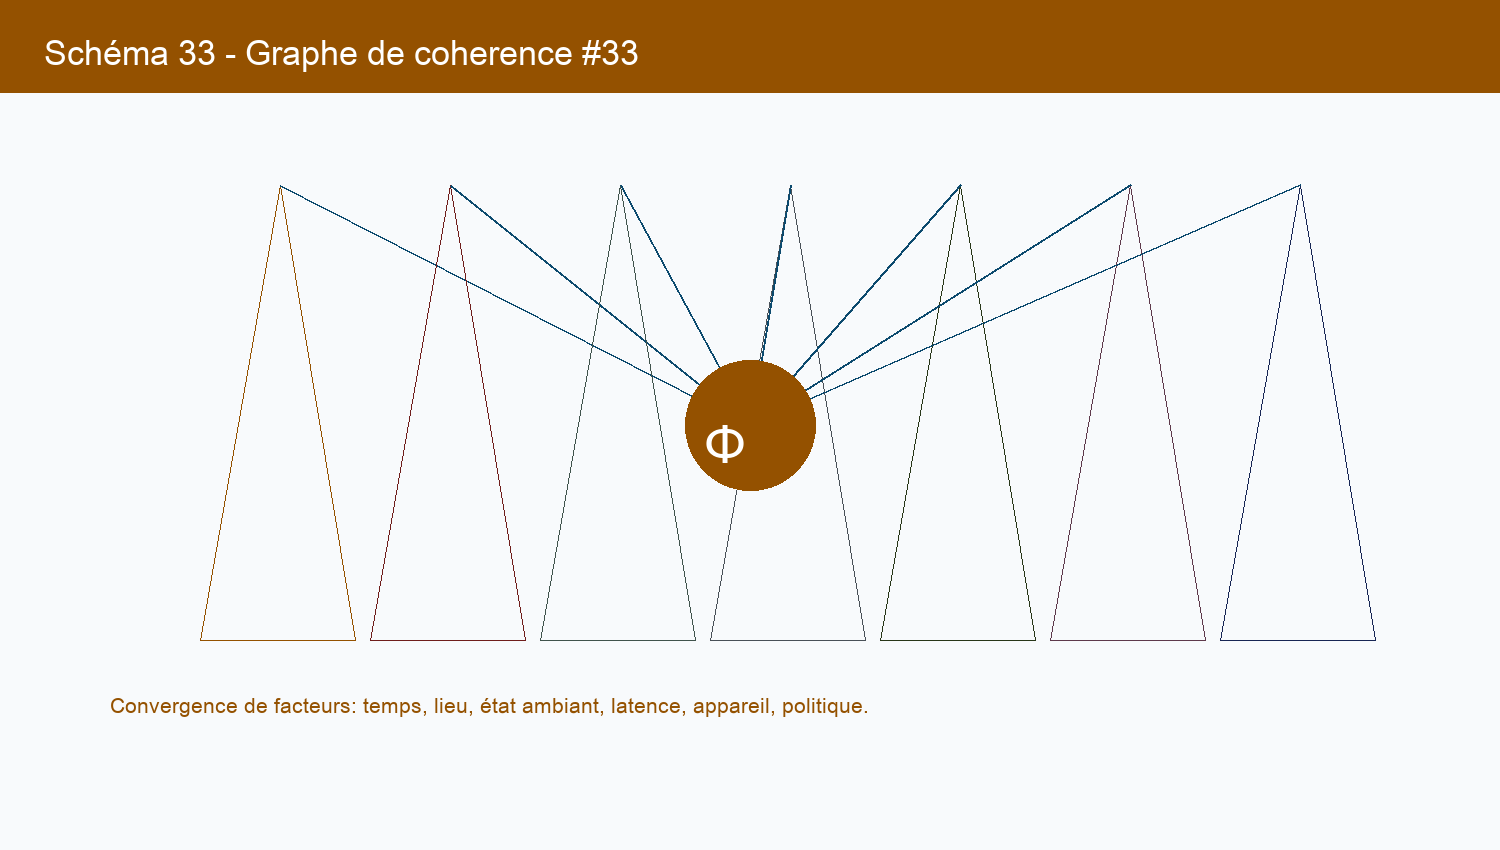 Schéma 33 - Graphe de coherence #33
Φ
Convergence de facteurs: temps, lieu, état ambiant, latence, appareil, politique.